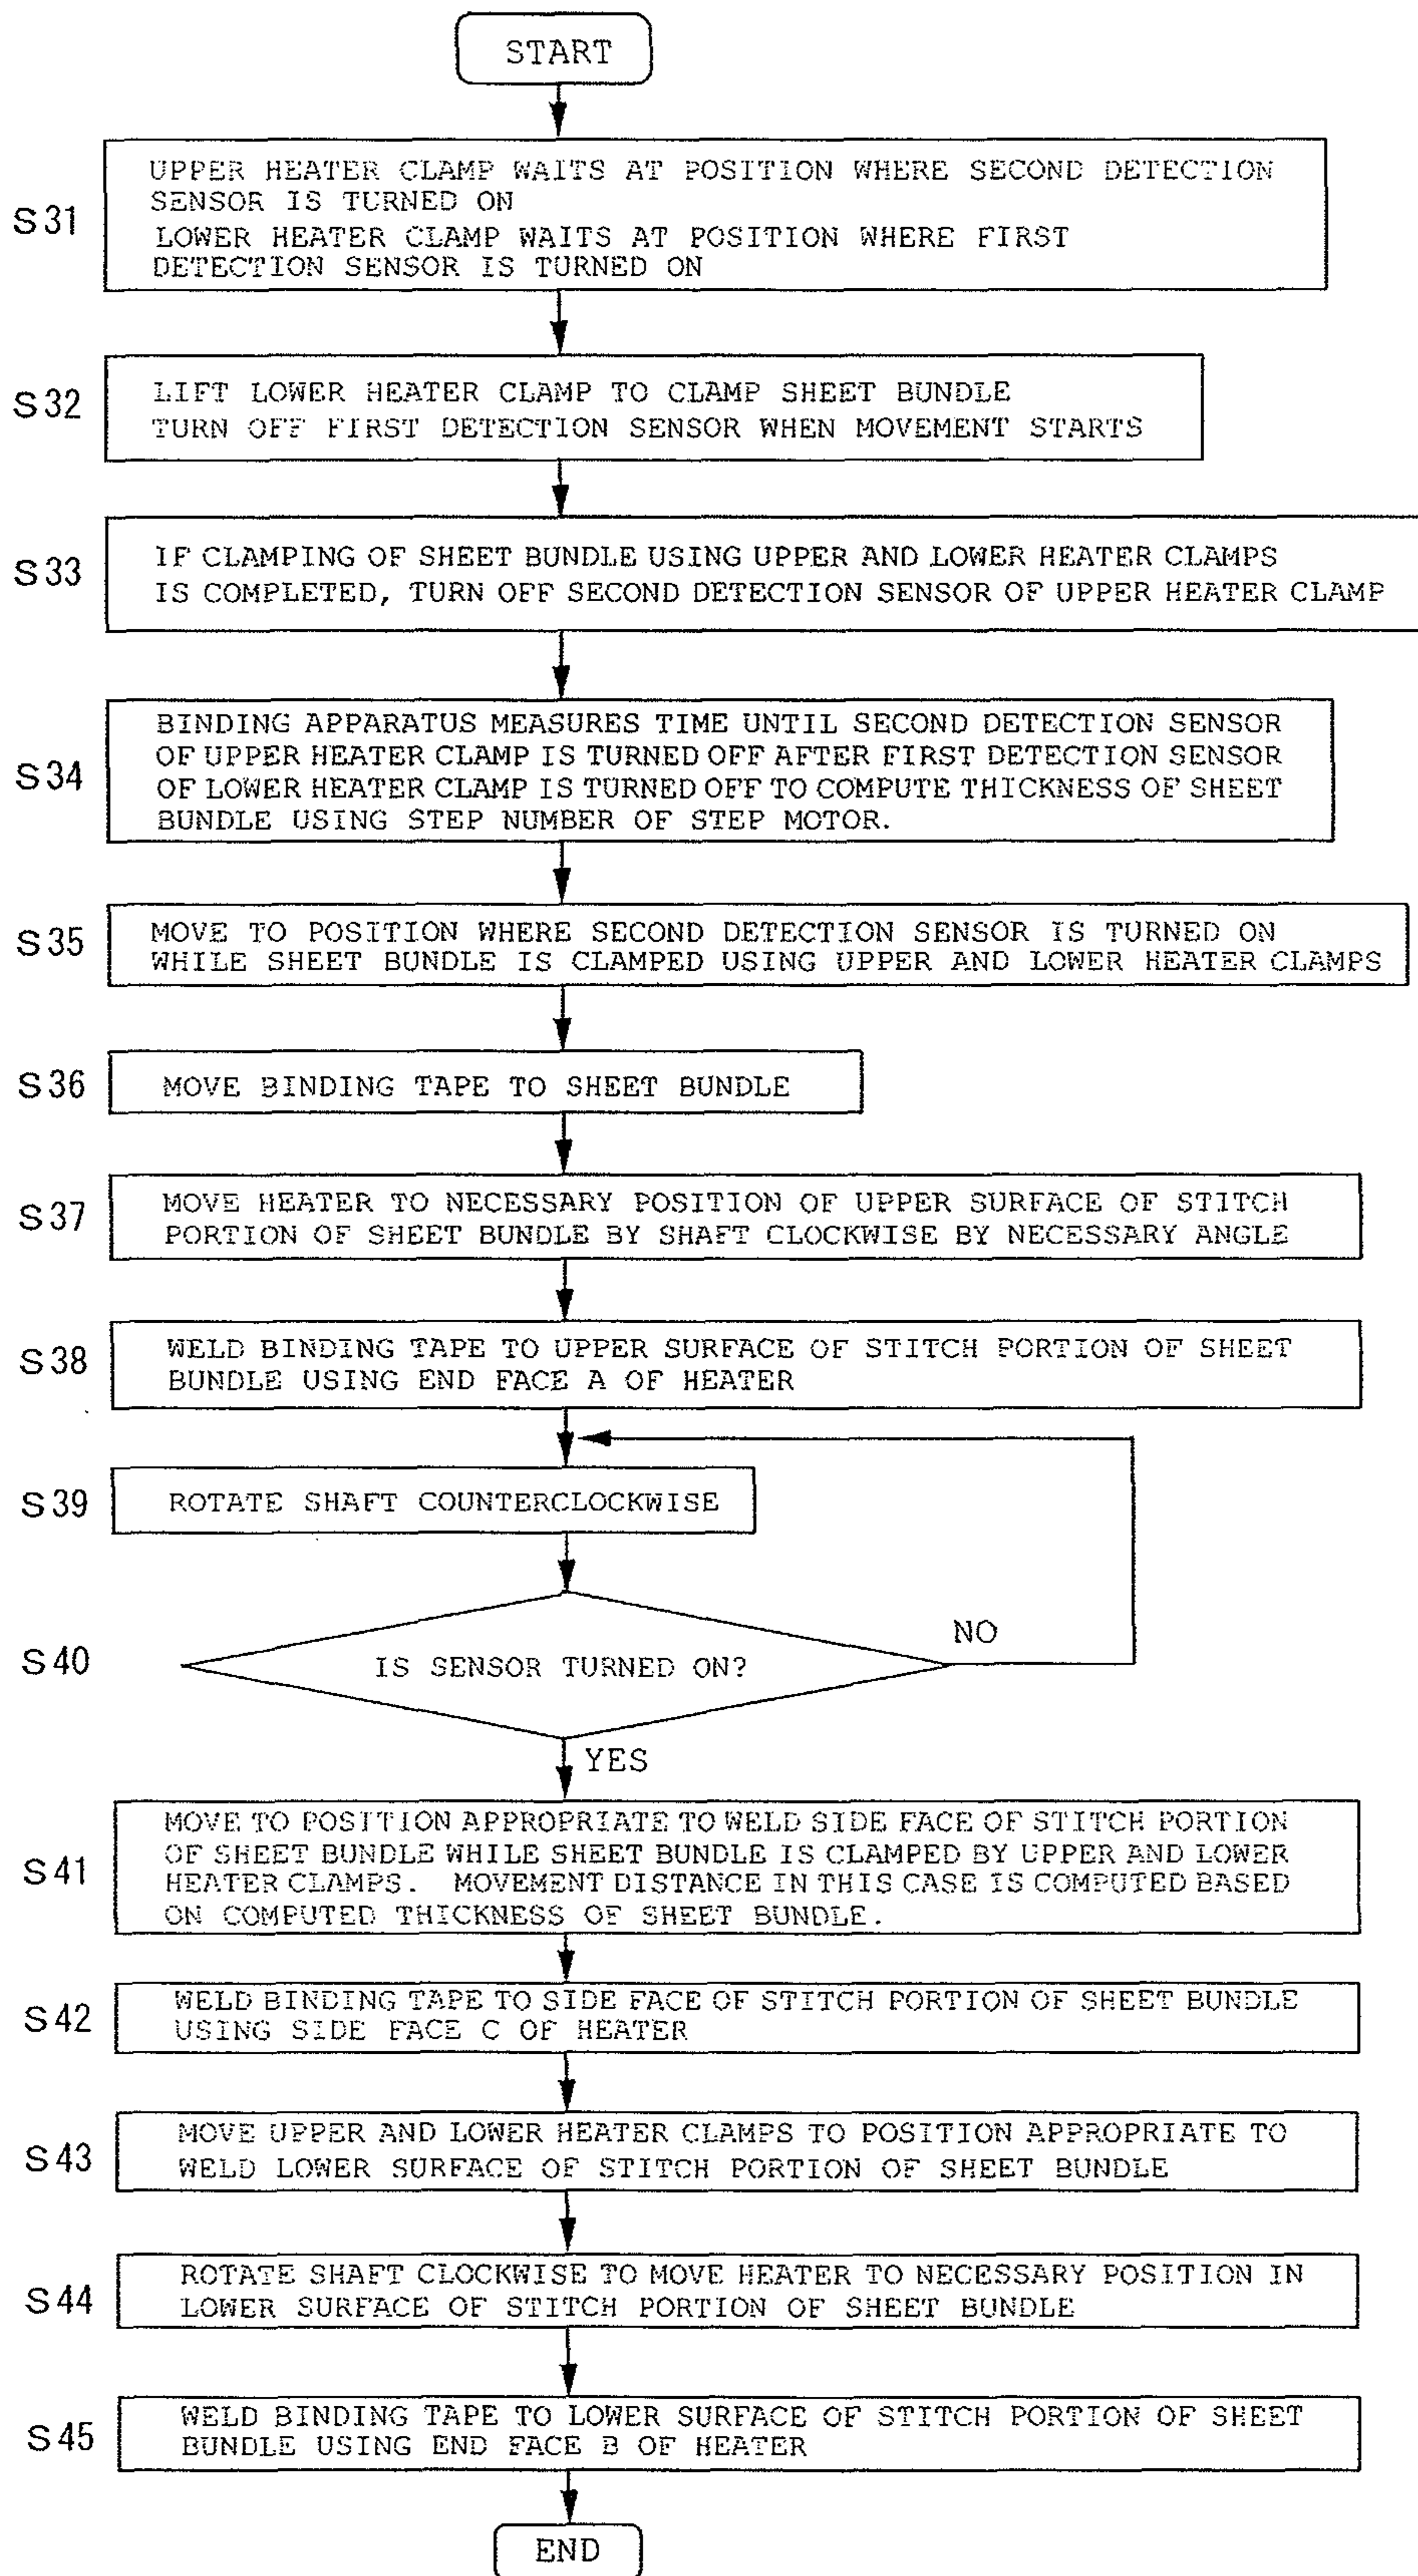 START
S31
UPPER HEATER CLAMP WAITS AT POSITION WHERE SECOND DETECTION
SENSOR IS TURNED ON
LOWER HEATER CLAMP WAITS AT POSITION WHERE FIRST
DETECTION SENSOR IS TURNED ON
S32
LIFT LOWER HEATER CLAMP TO CLAMP SHEET BUNDLE
TURN OFF FIRST DETECTION SENSOR WHEN MOVEMENT STARTS
S33
IF CLAMPING OF SHEET BUNDLE USING UPPER AND LOWER HEATER CLAMPS
IS COMPLETED, TURN OFF SECOND DETECTION SENSOR OF UPPER HEATER CLAMP
S34
BINDING APPARATUS MEASURES TIME UNTIL SECOND DETECTION SENSOR
OF UPPER HEATER CLAMP IS TURNED OFF AFTER FIRST DETECTION SENSOR
OF LOWER HEATER CLAMP IS TURNED OFF TO COMPUTE THICKNESS OF SHEET
BUNDLE USING STEP NUMBER OF STEP MOTOR.
S35
MOVE TO POSITION WHERE SECOND DETECTION SENSOR IS TURNED ON
WHILE SHEET BUNDLE IS CLAMPED USING UPPER AND LOWER HEATER CLAMPS
S36
MOVE BINDING TAPE TO SHEET BUNDLE
S37
MOVE HEATER TO NECESSARY POSITION OF UPPER SURFACE OF STITCH
PORTION OF SHEET BUNDLE BY SHAFT CLOCKWISE BY NECESSARY ANGLE
S38
WELD BINDING TAPE TO UPPER SURFACE OF STITCH PORTION OF SHEET
BUNDLE USING END FACE A OF HEATER
S39
ROTATE SHAFT COUNTERCLOCKWISE
S40
IS SENSOR TURNED ON?
NO
YES
S41
MOVE TO POSITION APPROPRIATE TO WELD SIDE FACE OF STITCH PORTION
OF SHEET BUNDLE WHILE SHEET BUNDLE IS CLAMPED BY UPPER AND LOWER
HEATER CLAMPS. MOVEMENT DISTANCE IN THIS CASE IS COMPUTED BASED
ON COMPUTED THICKNESS OF SHEET BUNDLE.
S42
WELD BINDING TAPE TO SIDE FACE OF STITCH PORTION OF SHEET BUNDLE
USING SIDE FACE C OF HEATER
S43
MOVE UPPER AND LOWER HEATER CLAMPS TO POSITION APPROPRIATE TO
WELD LOWER SURFACE OF STITCH PORTION OF SHEET BUNDLE
S44
ROTATE SHAFT CLOCKWISE TO MOVE HEATER TO NECESSARY POSITION IN
LOWER SURFACE OF STITCH PORTION OF SHEET BUNDLE
S45
WELD BINDING TAPE TO LOWER SURFACE OF STITCH PORTION OF SHEET
BUNDLE USING END FACE B OF HEATER
END